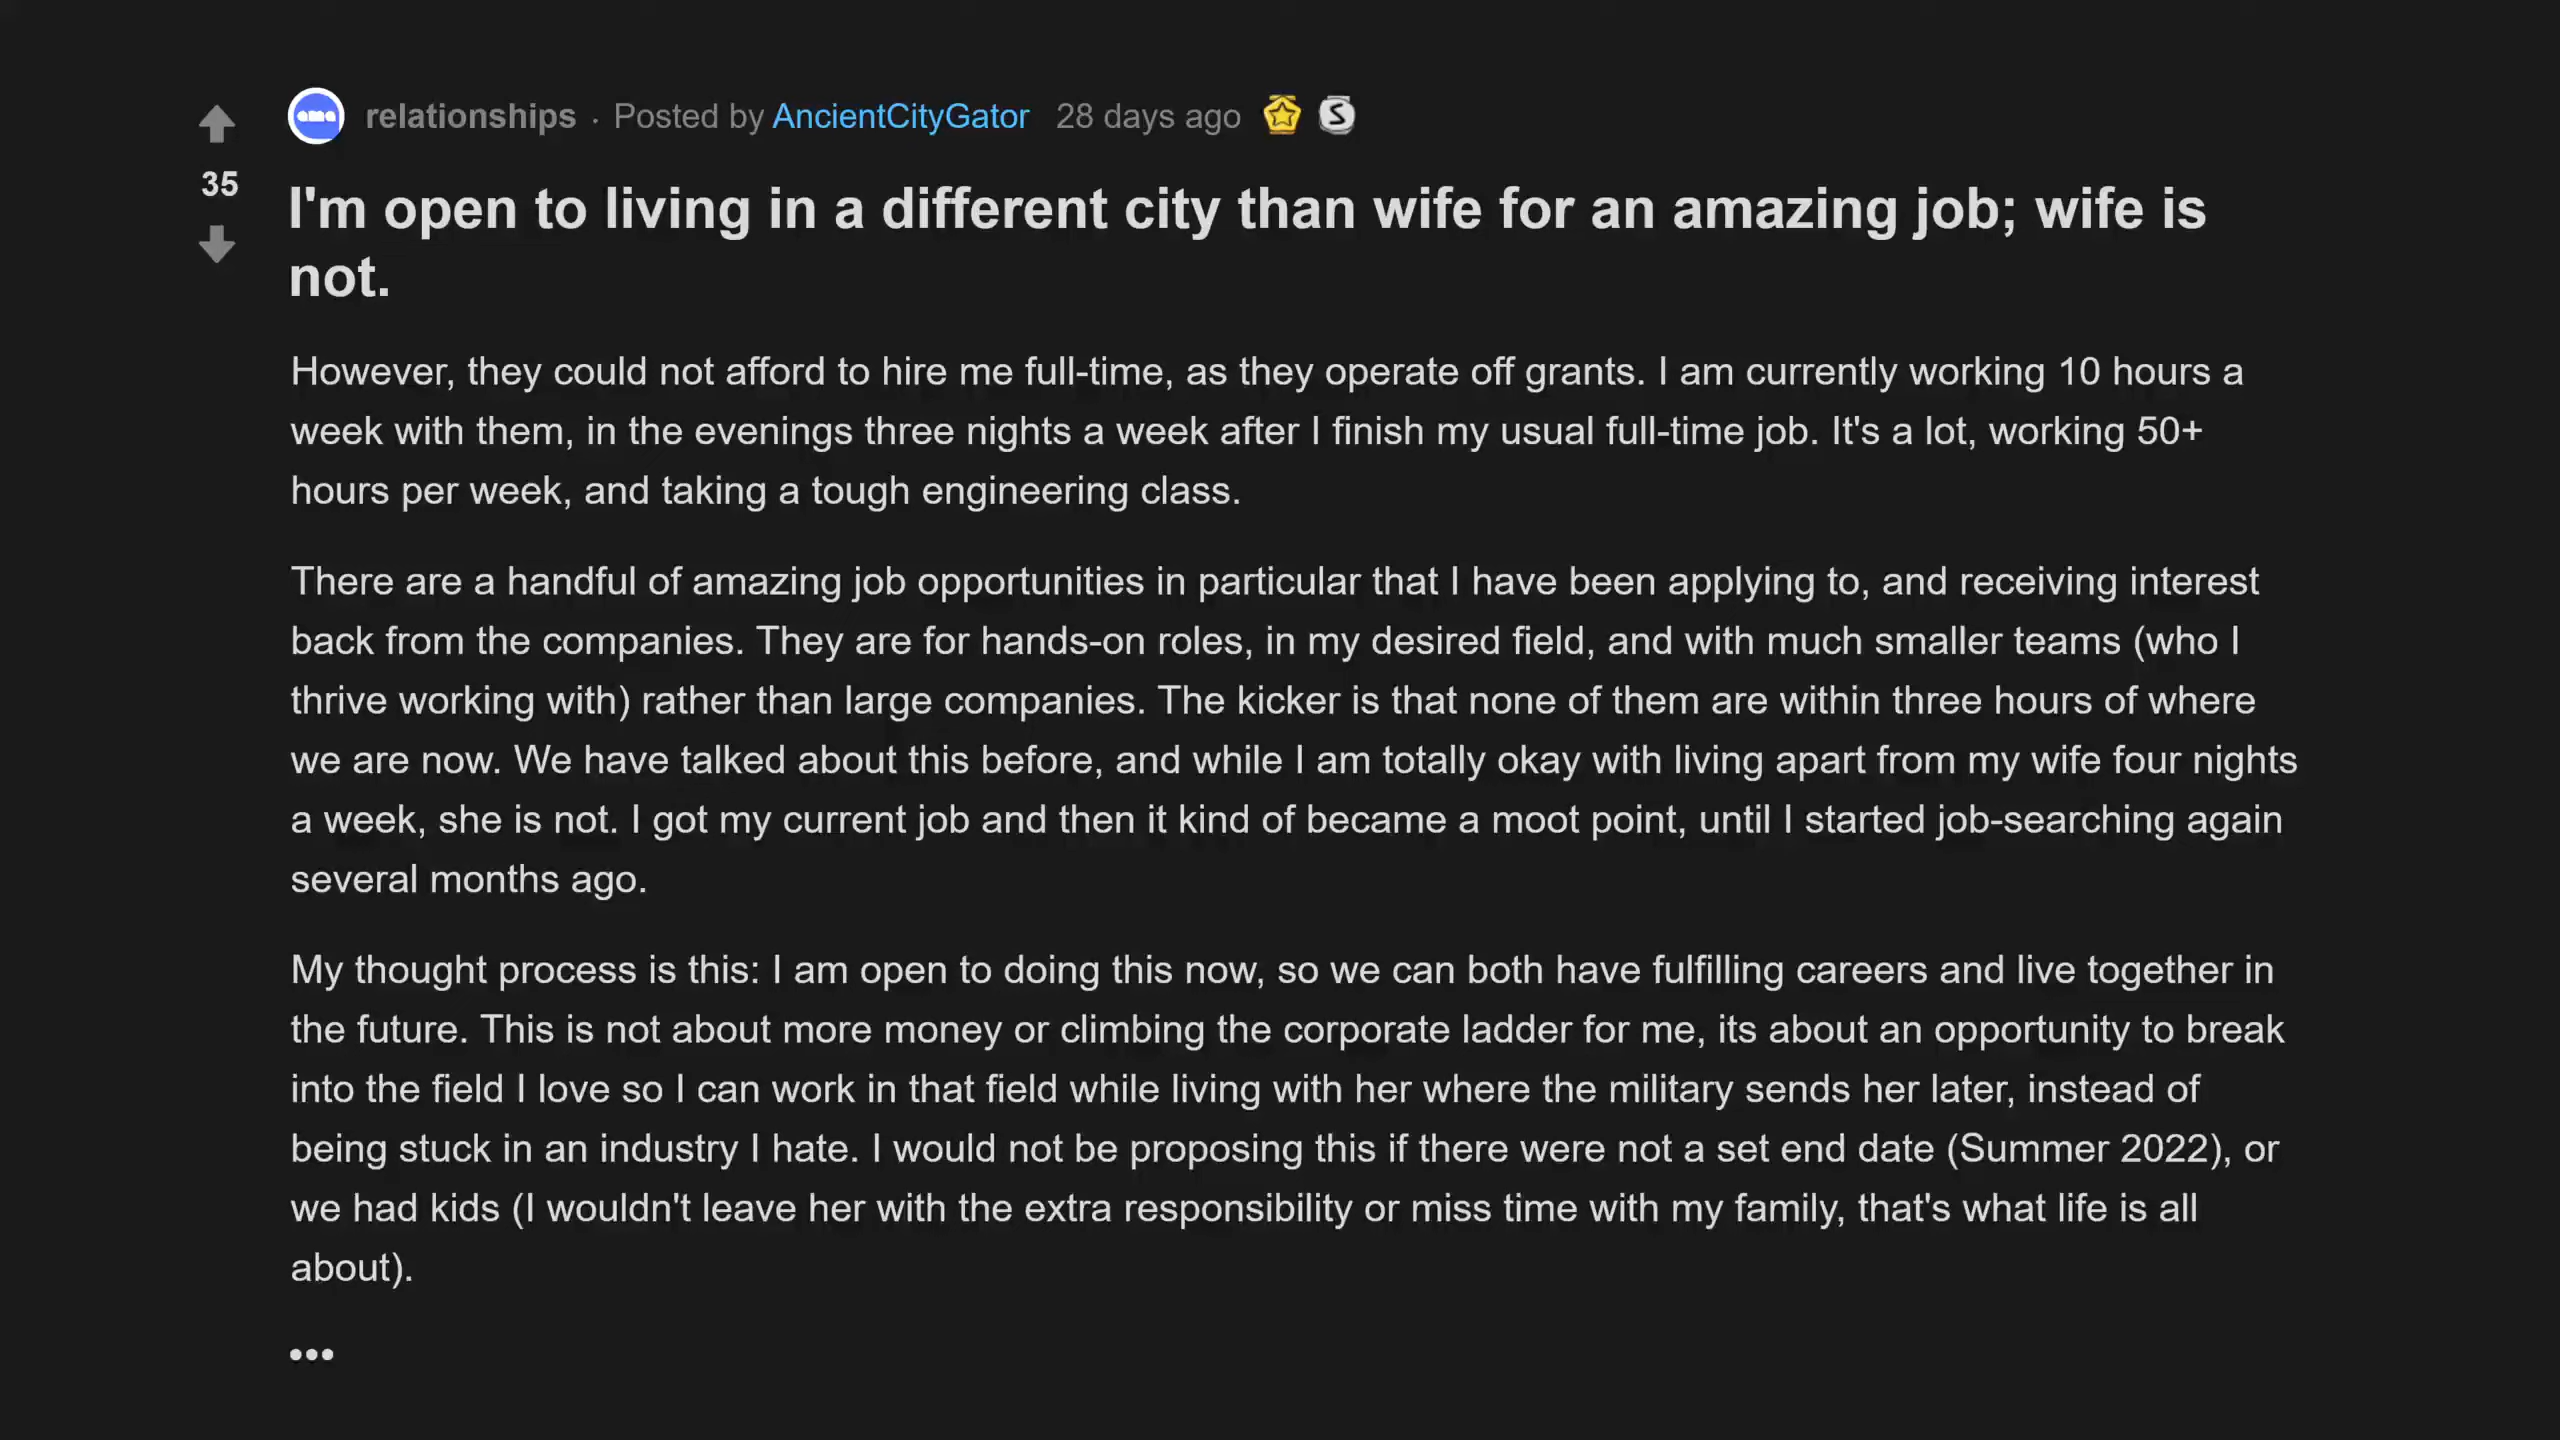 ama relationships · Posted by AncientCityGator 28 days ago S
35
I'm open to living in a different city than wife for an amazing job; wife is
not.
However, they could not afford to hire me full-time, as they operate off grants. I am currently working 10 hours a
week with them, in the evenings three nights a week after I finish my usual full-time job. It's a lot, working 50+
hours per week, and taking a tough engineering class.
There are a handful of amazing job opportunities in particular that I have been applying to, and receiving interest
back from the companies. They are for hands-on roles, in my desired field, and with much smaller teams (who I
thrive working with) rather than large companies. The kicker is that none of them are within three hours of where
we are now. We have talked about this before, and while I am totally okay with living apart from my wife four nights
a week, she is not. I got my current job and then it kind of became a moot point, until I started job-searching again
several months ago.
My thought process is this: I am open to doing this now, so we can both have fulfilling careers and live together in
the future. This is not about more money or climbing the corporate ladder for me, its about an opportunity to break
into the field I love so I can work in that field while living with her where the military sends her later, instead of
being stuck in an industry I hate. I would not be proposing this if there were not a set end date (Summer 2022), or
we had kids (I wouldn't leave her with the extra responsibility or miss time with my family, that's what life is all
about).
•••